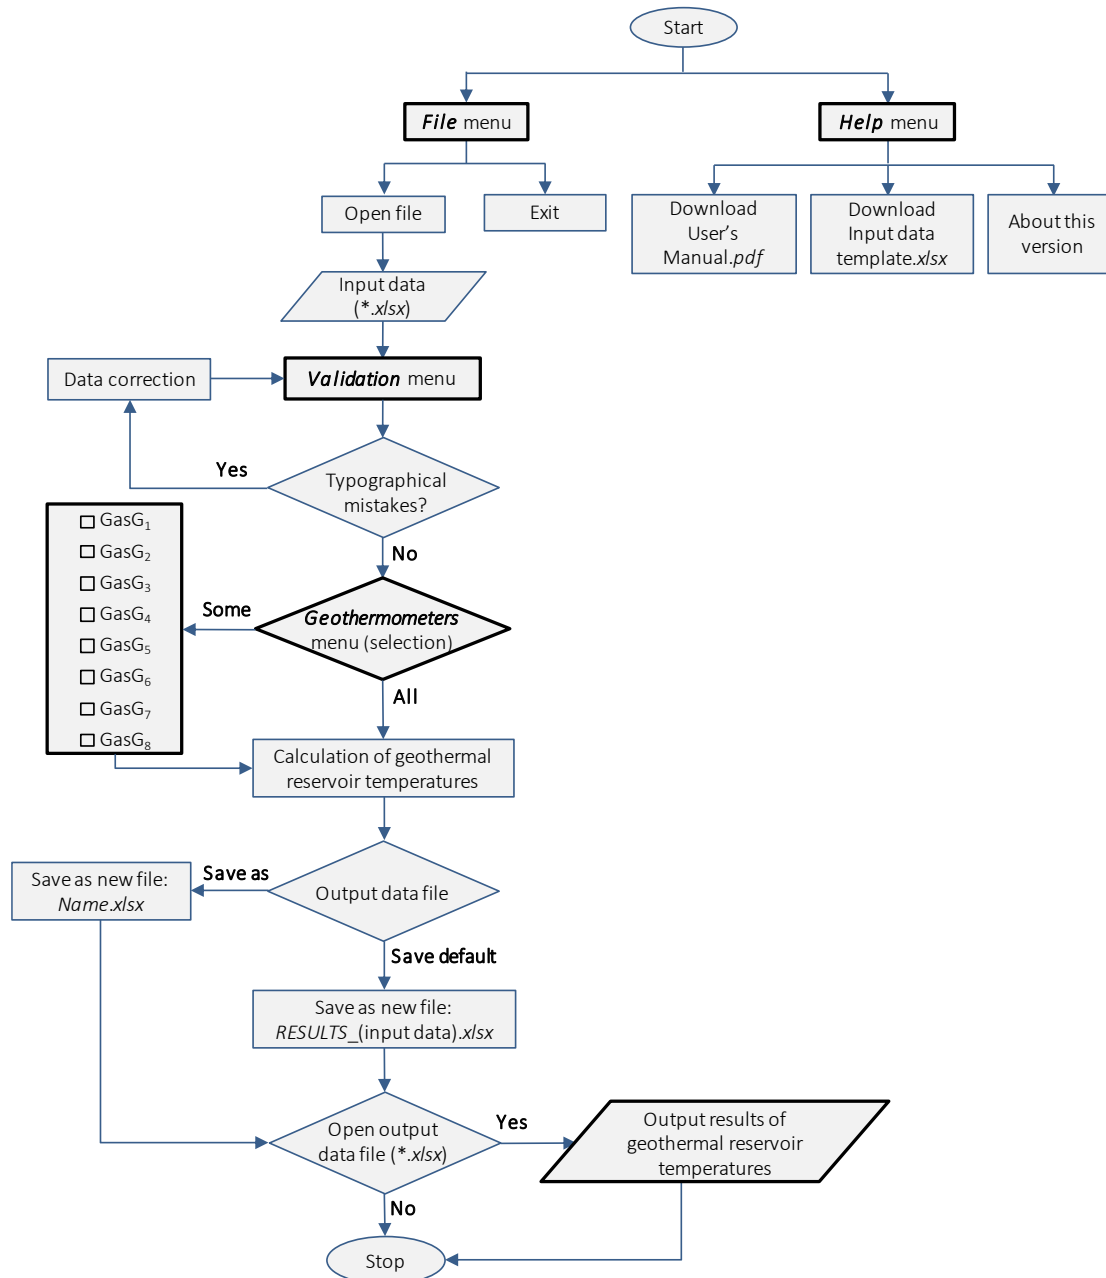 Start
File menu
Help menu
Open file
Exit
Download
User’s
Manual.pdf
Download
Input data
template.xlsx
About this
version
Input data
(*.xlsx)
Data correction
Validation menu
Yes
Typographical
mistakes?
No
GasG₁
GasG₂
GasG₃
GasG₄
GasG₅
GasG₆
GasG₇
GasG₈
Some
Geothermometers
menu (selection)
All
Calculation of geothermal
reservoir temperatures
Save as new file:
Name.xlsx
Save as
Output data file
Save default
Save as new file:
RESULTS_(input data).xlsx
Open output
data file (*.xlsx)
Yes
Output results of
geothermal reservoir
temperatures
No
Stop